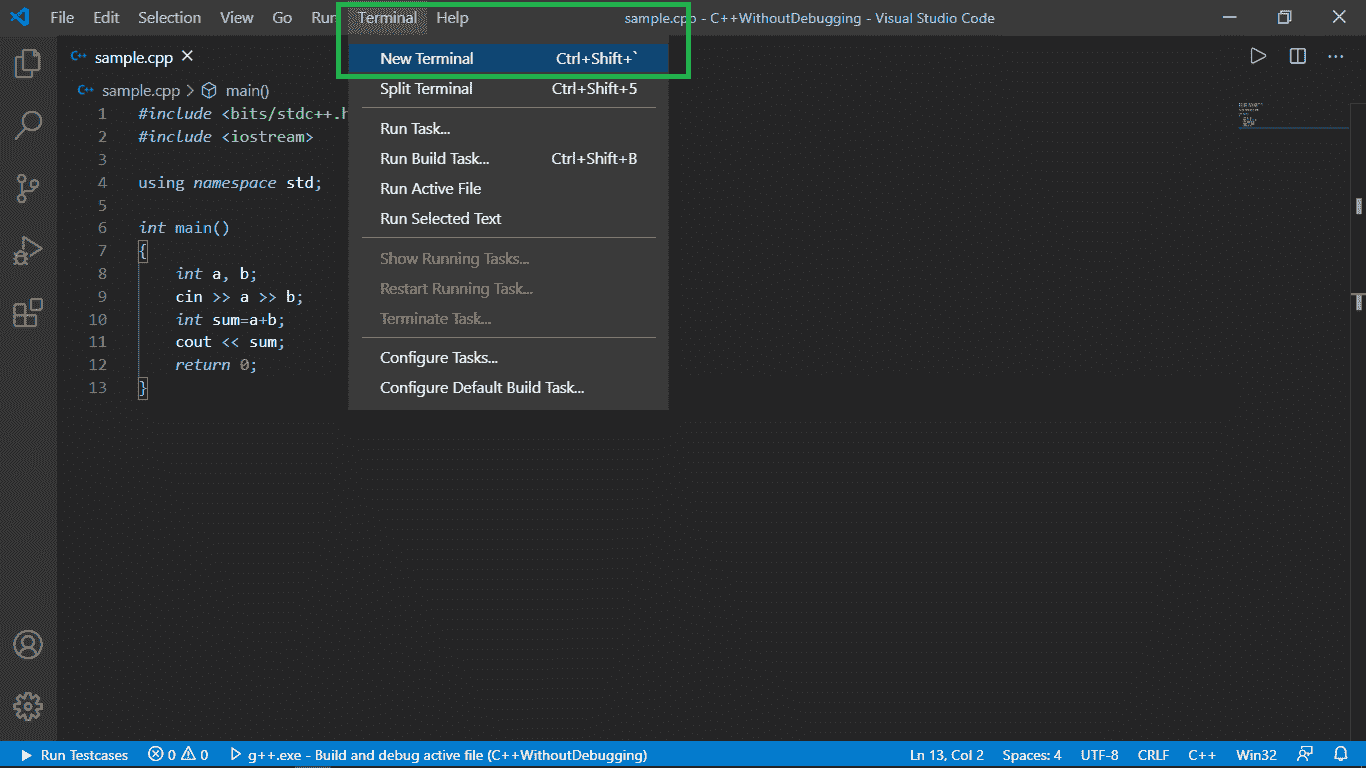 File Edit Selection View Go Run Terminal Help sample.cpp - C++WithoutDebugging - Visual Studio Code
sample.cpp
sample.cpp > main()
New Terminal Ctrl+Shift+`
Split Terminal Ctrl+Shift+5
Run Task...
Run Build Task... Ctrl+Shift+B
Run Active File
Run Selected Text
Show Running Tasks...
Restart Running Task...
Terminate Task...
Configure Tasks...
Configure Default Build Task...
1 #include <bits/stdc++.h
2 #include <iostream>
3
4 using namespace std;
5
6 int main()
7 {
8 int a, b;
9 cin >> a >> b;
10 int sum=a+b;
11 cout << sum;
12 return 0;
13 }
Run Testcases 0 0 g++.exe - Build and debug active file (C++WithoutDebugging) Ln 13, Col 2 Spaces: 4 UTF-8 CRLF C++ Win32